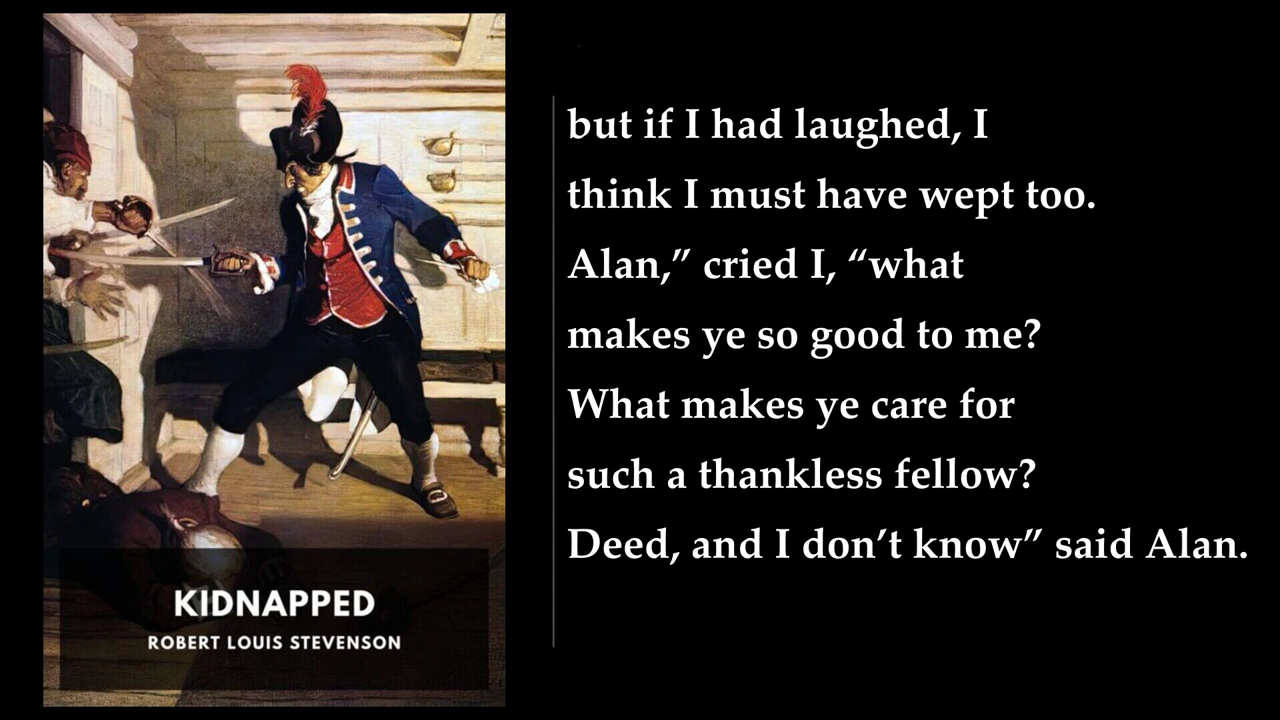 KIDNAPPED
ROBERT LOUIS STEVENSON
but if I had laughed, I
think I must have wept too.
Alan,” cried I, “what
makes ye so good to me?
What makes ye care for
such a thankless fellow?
Deed, and I don’t know” said Alan.